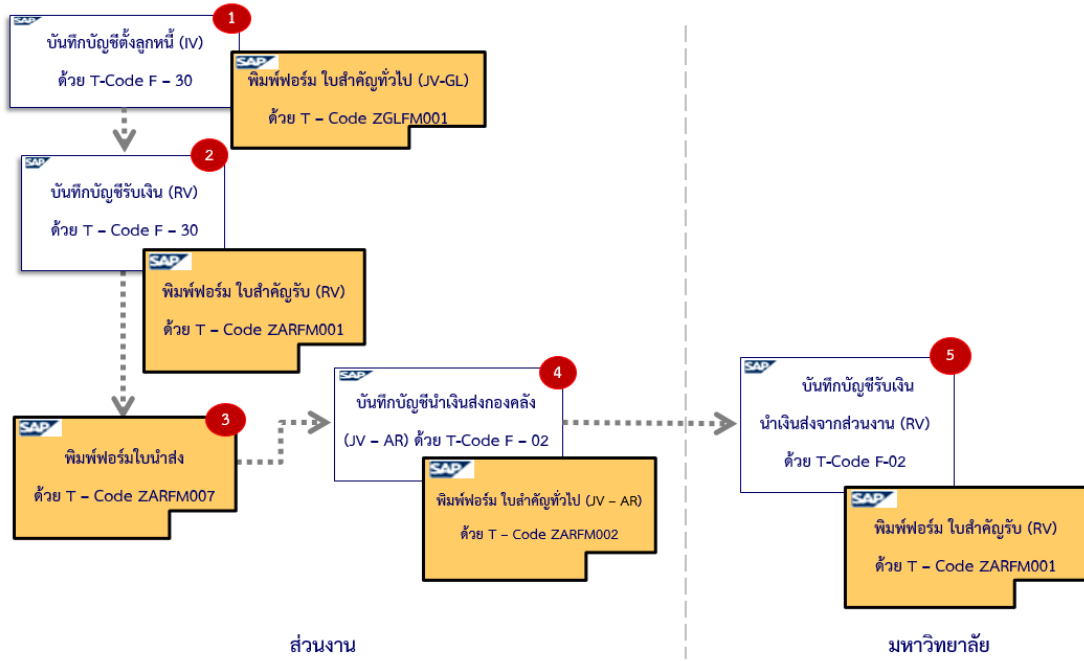 SAP
1
บันทึกบัญชีตั้งลูกหนี้ (IV)
ด้วย T-Code F – 30
SAP
พิมพ์ฟอร์ม ใบสำคัญทั่วไป (JV-GL)
ด้วย T – Code ZGLFM001
SAP
2
บันทึกบัญชีรับเงิน (RV)
ด้วย T – Code F – 30
SAP
พิมพ์ฟอร์ม ใบสำคัญรับ (RV)
ด้วย T – Code ZARFM001
SAP
3
พิมพ์ฟอร์มใบนำส่ง
ด้วย T – Code ZARFM007
SAP
4
บันทึกบัญชีนำเงินส่งกองคลัง
(JV – AR) ด้วย T-Code F – 02
SAP
พิมพ์ฟอร์ม ใบสำคัญทั่วไป (JV – AR)
ด้วย T – Code ZARFM002
SAP
5
บันทึกบัญชีรับเงิน
นำเงินส่งจากส่วนงาน (RV)
ด้วย T-Code F-02
SAP
พิมพ์ฟอร์ม ใบสำคัญรับ (RV)
ด้วย T – Code ZARFM001
ส่วนงาน
มหาวิทยาลัย